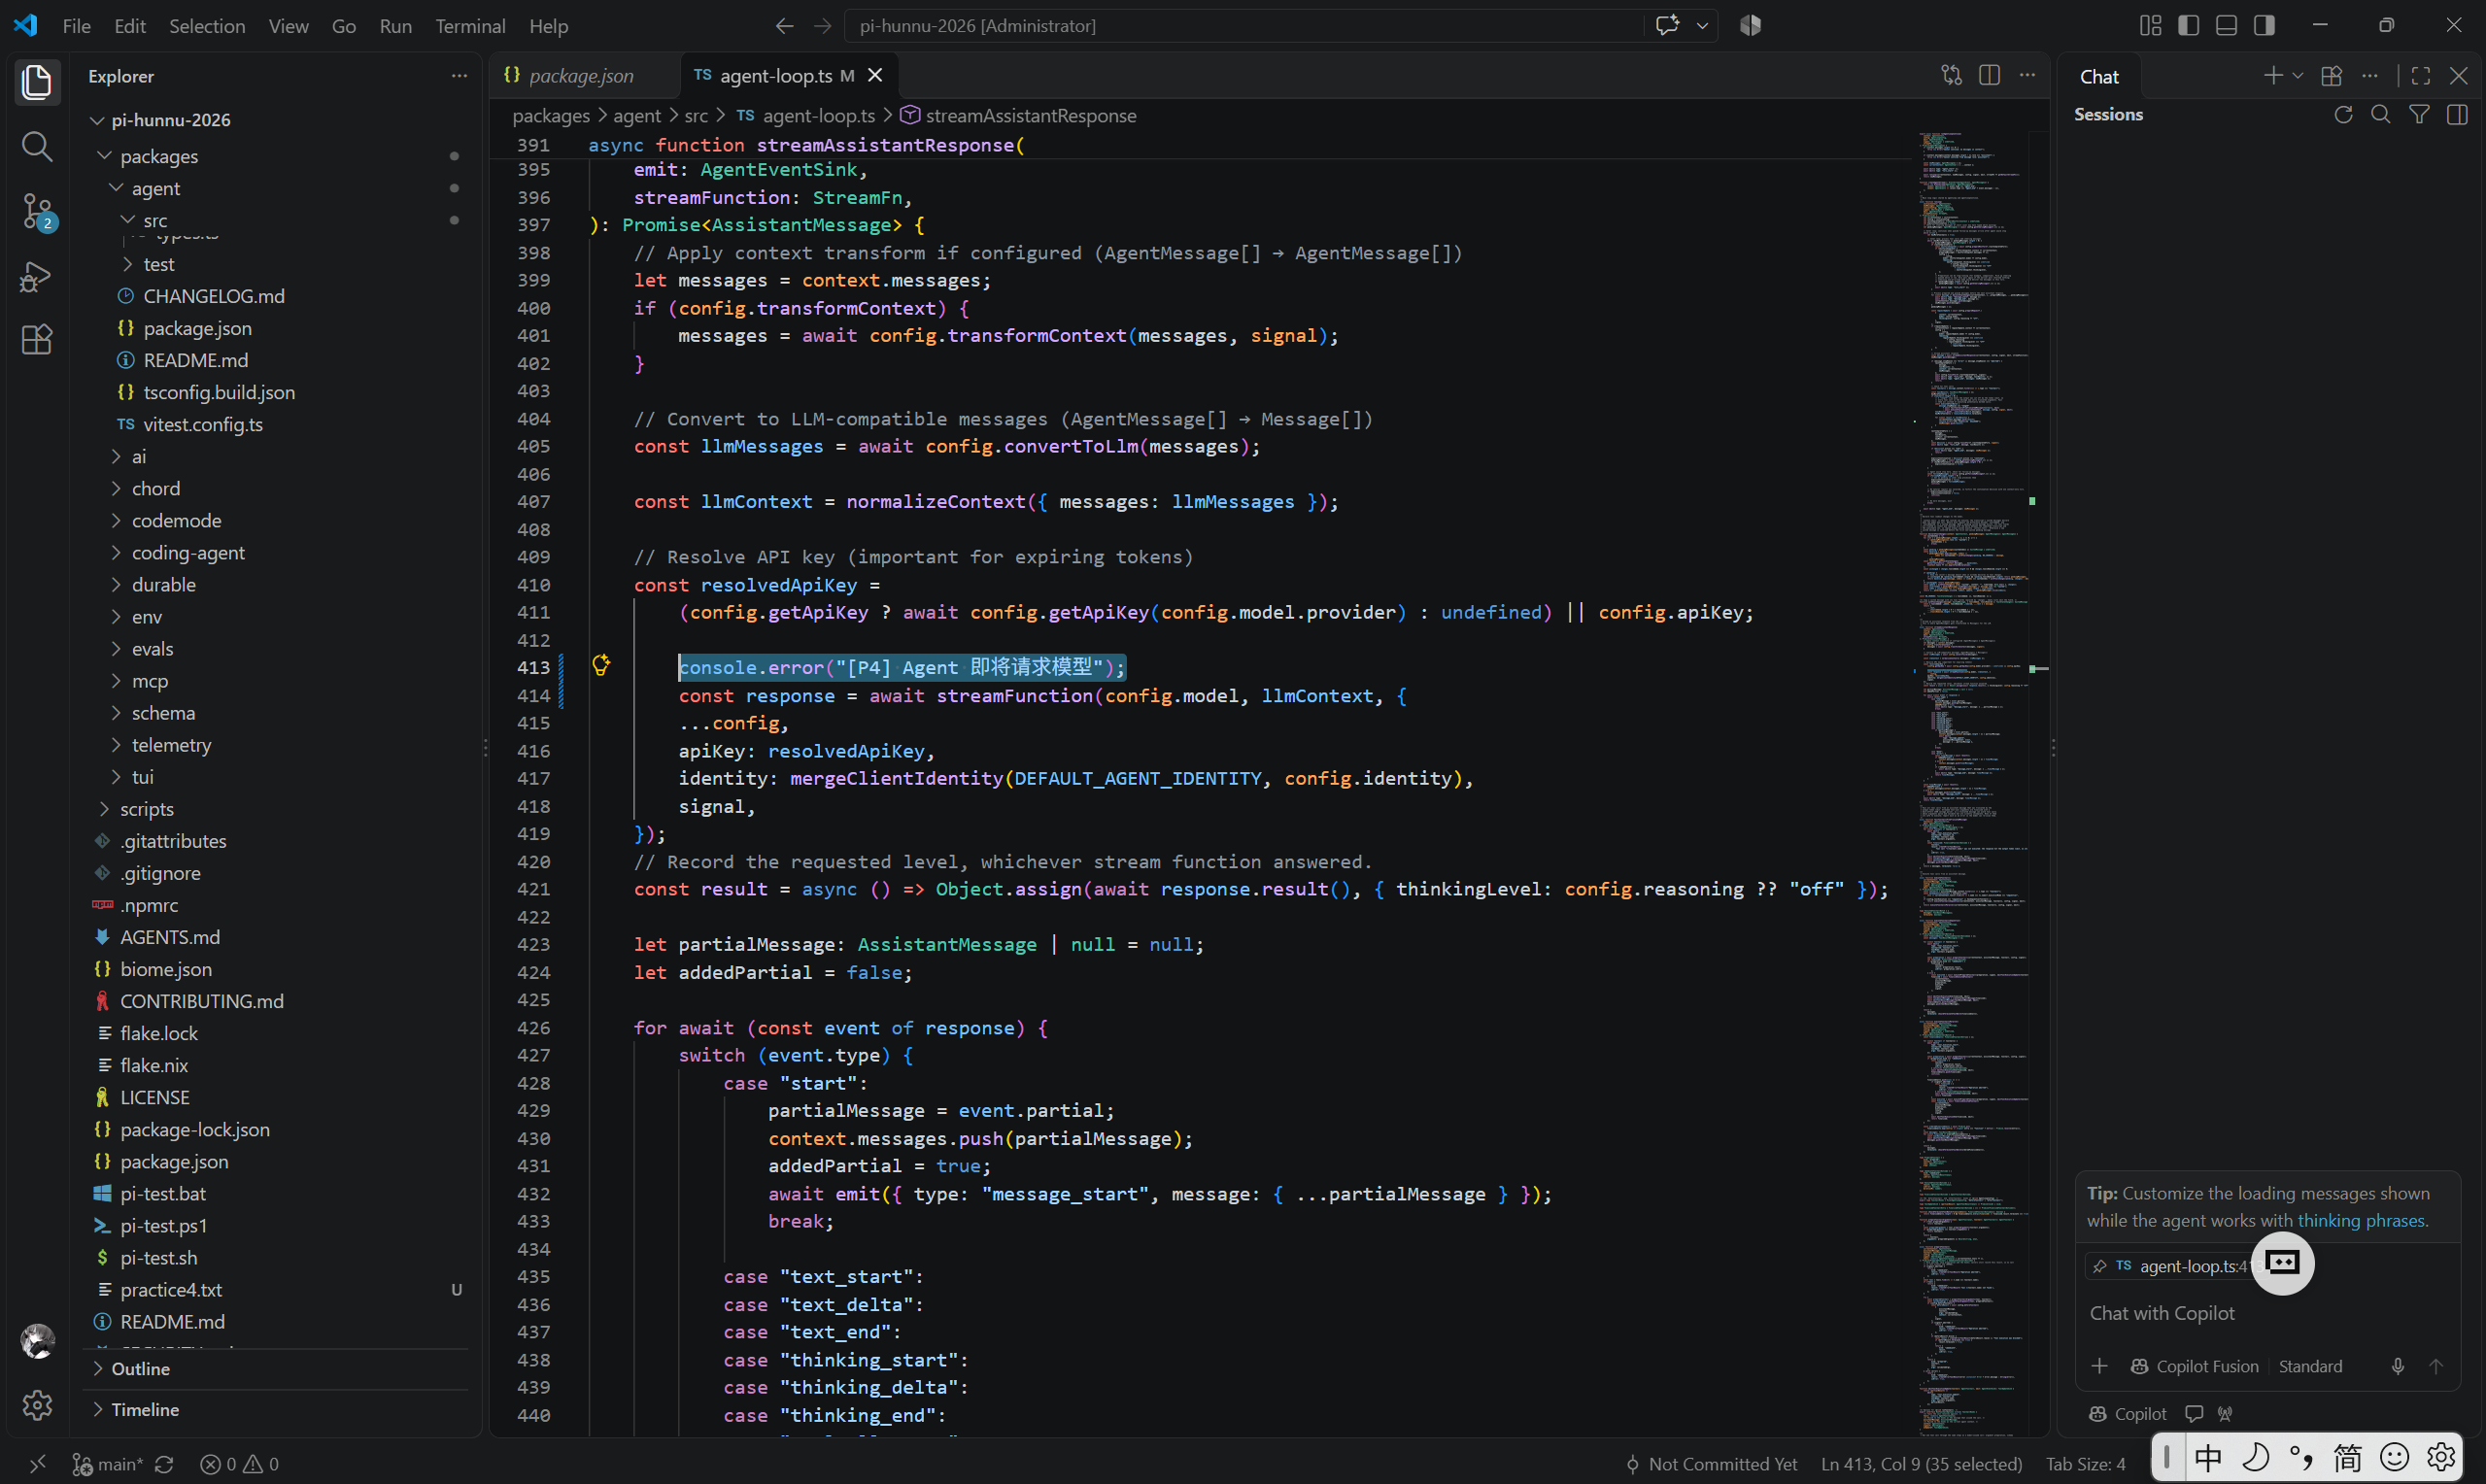 File Edit Selection View Go Run Terminal Help
pi-hunnu-2026 [Administrator]
Explorer
pi-hunnu-2026
packages
agent
src
types.ts
test
CHANGELOG.md
package.json
README.md
tsconfig.build.json
TS vitest.config.ts
ai
chord
codemode
coding-agent
durable
env
evals
mcp
schema
telemetry
tui
scripts
.gitattributes
.gitignore
.npmrc
AGENTS.md
biome.json
CONTRIBUTING.md
flake.lock
flake.nix
LICENSE
package-lock.json
package.json
pi-test.bat
pi-test.ps1
pi-test.sh
practice4.txt U
README.md
Outline
Timeline
2
{} package.json
TS agent-loop.ts M
packages > agent > src > TS agent-loop.ts > streamAssistantResponse
391 async function streamAssistantResponse(
395 emit: AgentEventSink,
396 streamFunction: StreamFn,
397 ): Promise<AssistantMessage> {
398 // Apply context transform if configured (AgentMessage[] → AgentMessage[])
399 let messages = context.messages;
400 if (config.transformContext) {
401 messages = await config.transformContext(messages, signal);
402 }
403
404 // Convert to LLM-compatible messages (AgentMessage[] → Message[])
405 const llmMessages = await config.convertToLlm(messages);
406
407 const llmContext = normalizeContext({ messages: llmMessages });
408
409 // Resolve API key (important for expiring tokens)
410 const resolvedApiKey =
411 (config.getApiKey ? await config.getApiKey(config.model.provider) : undefined) || config.apiKey;
412
413 console.error("[P4] Agent 即将请求模型");
414 const response = await streamFunction(config.model, llmContext, {
415 ...config,
416 apiKey: resolvedApiKey,
417 identity: mergeClientIdentity(DEFAULT_AGENT_IDENTITY, config.identity),
418 signal,
419 });
420 // Record the requested level, whichever stream function answered.
421 const result = async () => Object.assign(await response.result(), { thinkingLevel: config.reasoning ?? "off" });
422
423 let partialMessage: AssistantMessage | null = null;
424 let addedPartial = false;
425
426 for await (const event of response) {
427 switch (event.type) {
428 case "start":
429 partialMessage = event.partial;
430 context.messages.push(partialMessage);
431 addedPartial = true;
432 await emit({ type: "message_start", message: { ...partialMessage } });
433 break;
434
435 case "text_start":
436 case "text_delta":
437 case "text_end":
438 case "thinking_start":
439 case "thinking_delta":
440 case "thinking_end":
Chat
Sessions
Tip: Customize the loading messages shown
while the agent works with thinking phrases.
TS agent-loop.ts:41
Chat with Copilot
Copilot Fusion Standard
Copilot
main* 0 0
Not Committed Yet Ln 413, Col 9 (35 selected) Tab Size: 4
中 简